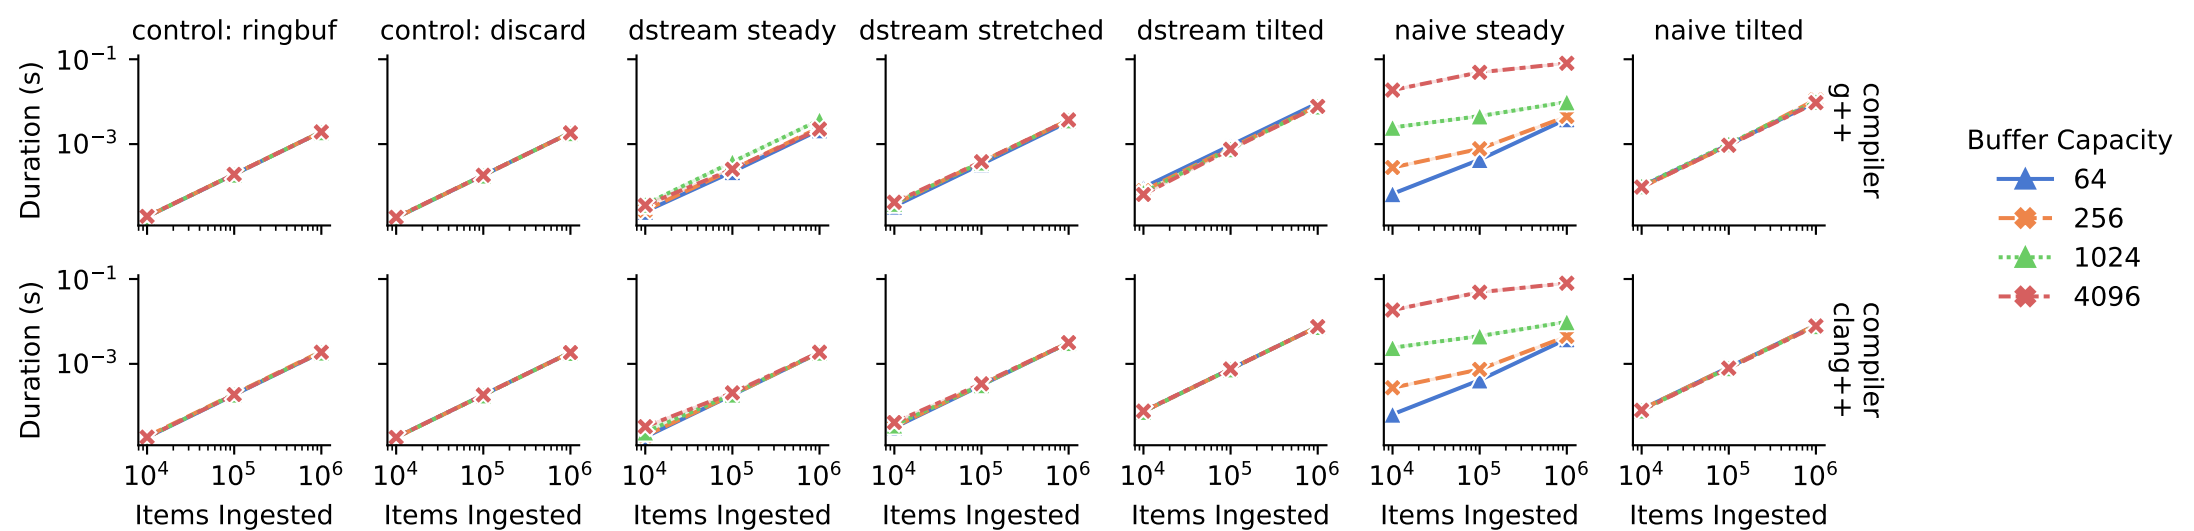 control: ringbuf
control: discard
dstream steady
dstream stretched
dstream tilted
naive steady
naive tilted
Duration (s)
10⁻¹
10⁻³
compiler
g++
Duration (s)
10⁻¹
10⁻³
compiler
clang++
10⁴ 10⁵ 10⁶
10⁴ 10⁵ 10⁶
10⁴ 10⁵ 10⁶
10⁴ 10⁵ 10⁶
10⁴ 10⁵ 10⁶
10⁴ 10⁵ 10⁶
10⁴ 10⁵ 10⁶
Items Ingested
Items Ingested
Items Ingested
Items Ingested
Items Ingested
Items Ingested
Items Ingested
Buffer Capacity
64
256
1024
4096